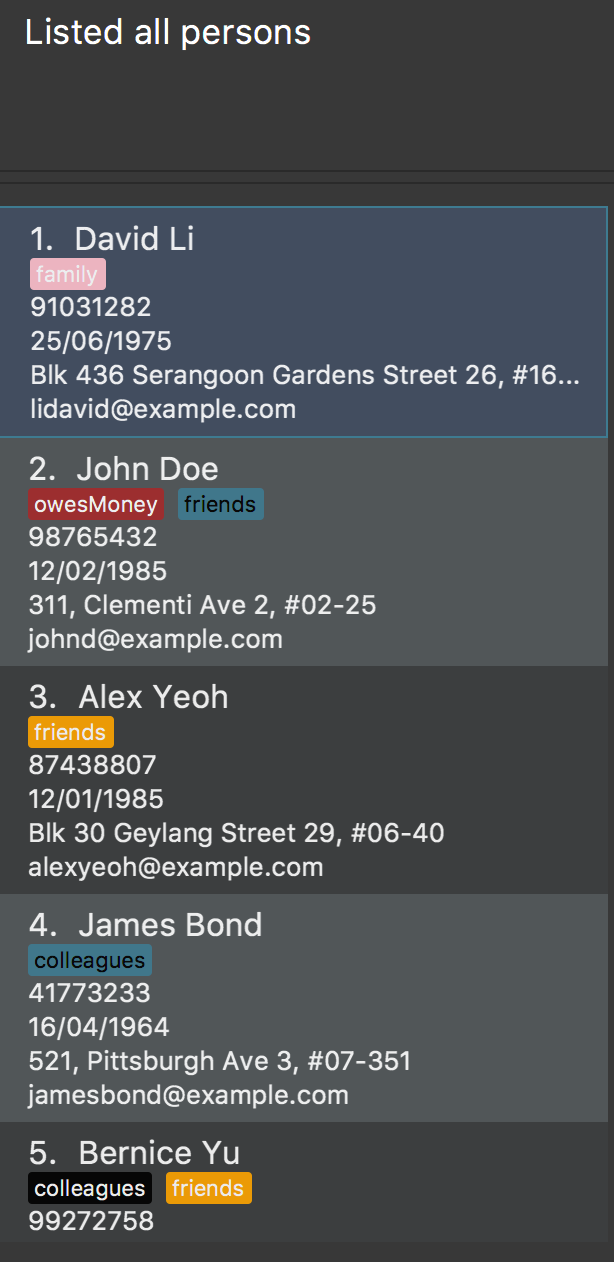 Listed all persons
1. David Li
family
91031282
25/06/1975
Blk 436 Serangoon Gardens Street 26, #16...
lidavid@example.com
2. John Doe
owesMoney friends
98765432
12/02/1985
311, Clementi Ave 2, #02-25
johnd@example.com
3. Alex Yeoh
friends
87438807
12/01/1985
Blk 30 Geylang Street 29, #06-40
alexyeoh@example.com
4. James Bond
colleagues
41773233
16/04/1964
521, Pittsburgh Ave 3, #07-351
jamesbond@example.com
5. Bernice Yu
colleagues friends
99272758